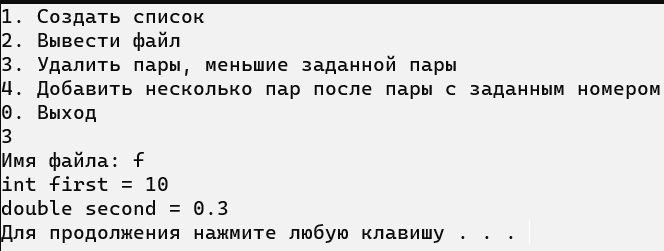 1. Создать список
2. Вывести файл
3. Удалить пары, меньшие заданной пары
4. Добавить несколько пар после пары с заданным номером
0. Выход
3
Имя файла: f
int first = 10
double second = 0.3
Для продолжения нажмите любую клавишу . . .